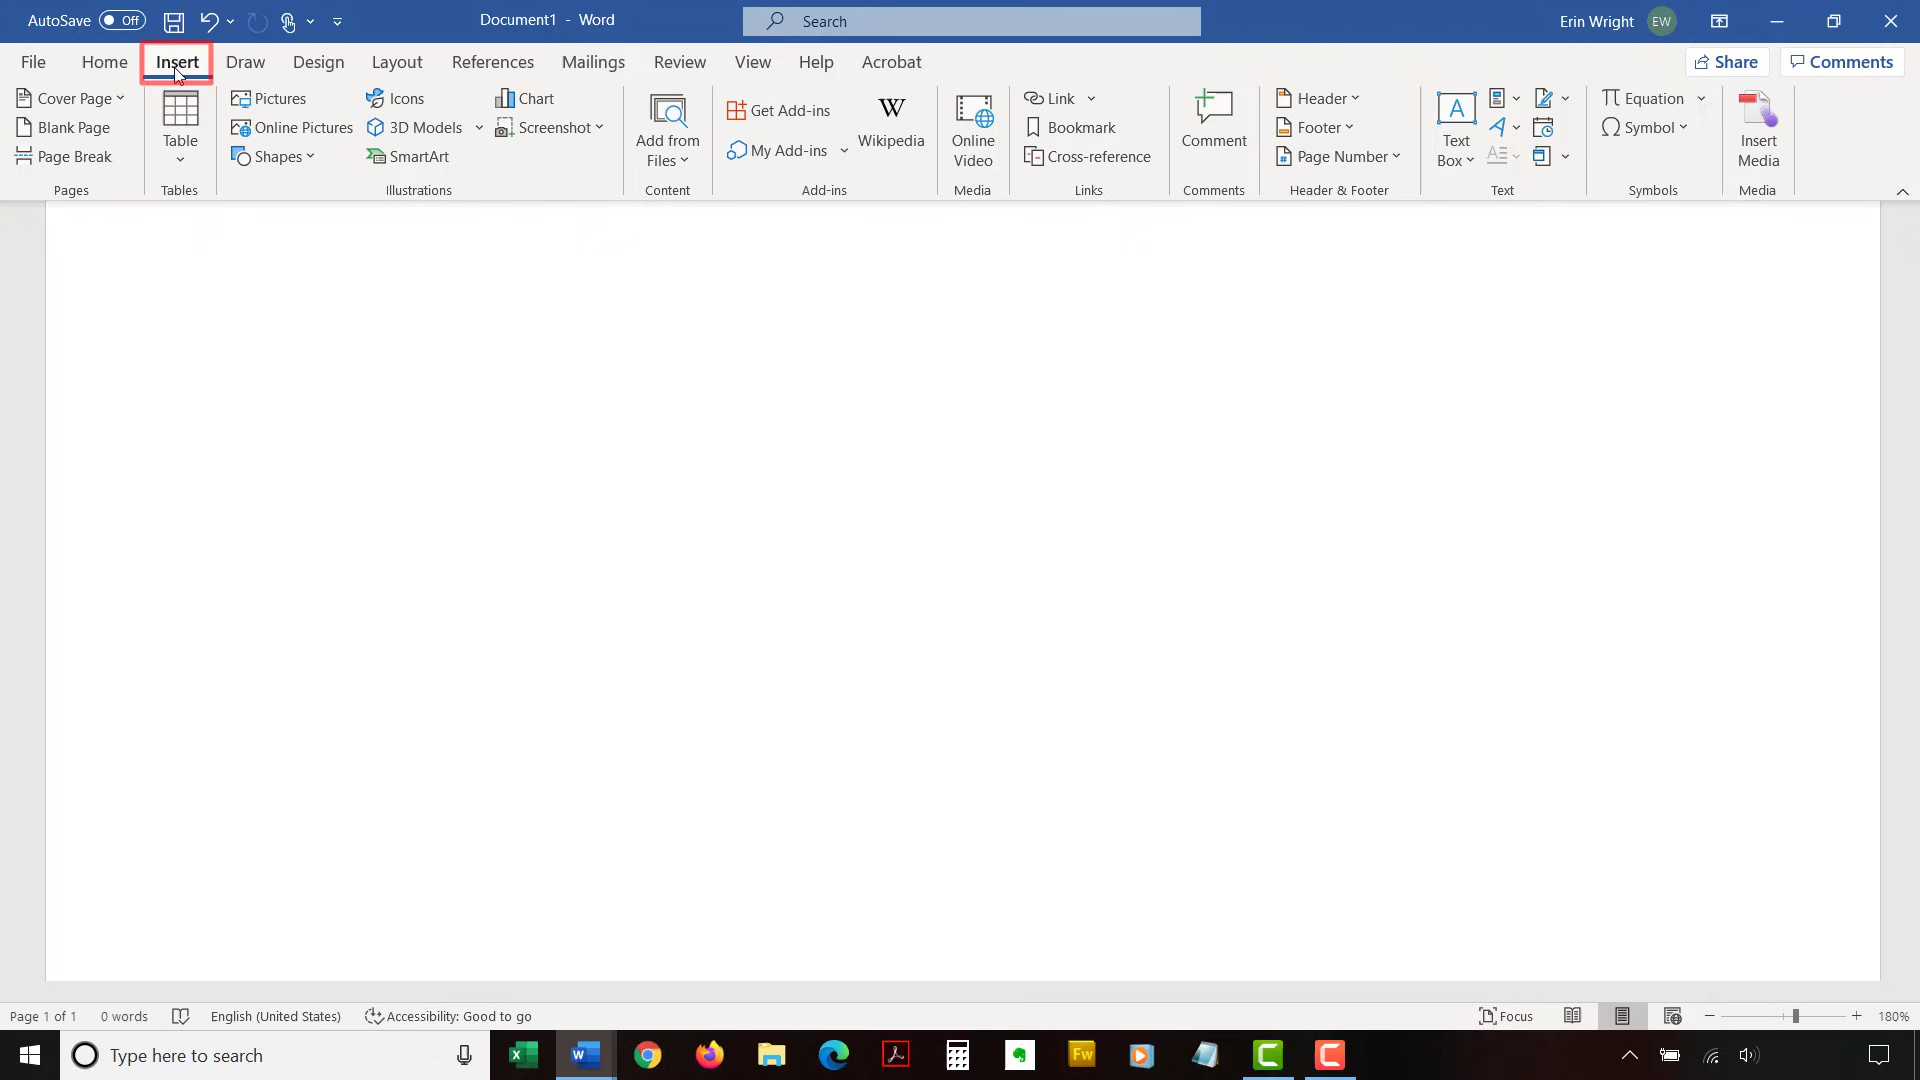 AutoSave Off Document1 - Word Search Erin Wright EW
File Home Insert Draw Design Layout References Mailings Review View Help Acrobat Share Comments
Cover Page
Blank Page
Page Break
Pages
Table
Tables
Pictures
Online Pictures
Shapes
Icons
3D Models
SmartArt
Chart
Screenshot
Illustrations
Add from
Files
Content
Get Add-ins
My Add-ins
W
Wikipedia
Add-ins
Online
Video
Media
Link
Bookmark
Cross-reference
Links
Comment
Comments
Header
Footer
# Page Number
Header & Footer
A
Text
Box
A
A
Text
π Equation
Ω Symbol
Symbols
Insert
Media
Media
Page 1 of 1 0 words English (United States) Accessibility: Good to go Focus 180%
Type here to search X W Fw C C